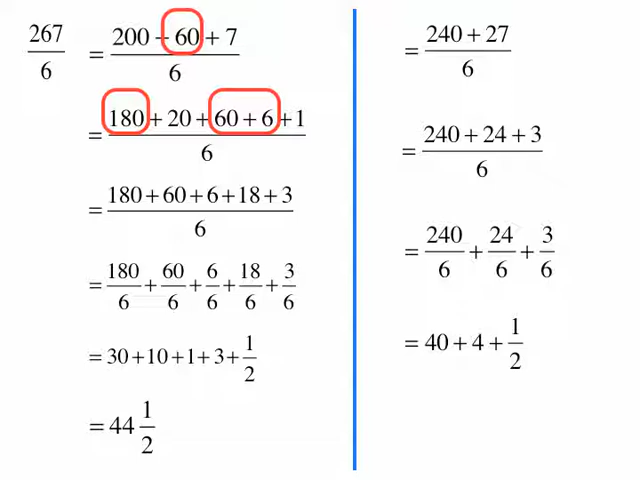 267/6 = (200 + 60 + 7)/6
= (180 + 20 + 60 + 6 + 1)/6
= (180 + 60 + 6 + 18 + 3)/6
= 180/6 + 60/6 + 6/6 + 18/6 + 3/6
= 30 + 10 + 1 + 3 + 1/2
= 44 1/2
= (240 + 27)/6
= (240 + 24 + 3)/6
= 240/6 + 24/6 + 3/6
= 40 + 4 + 1/2